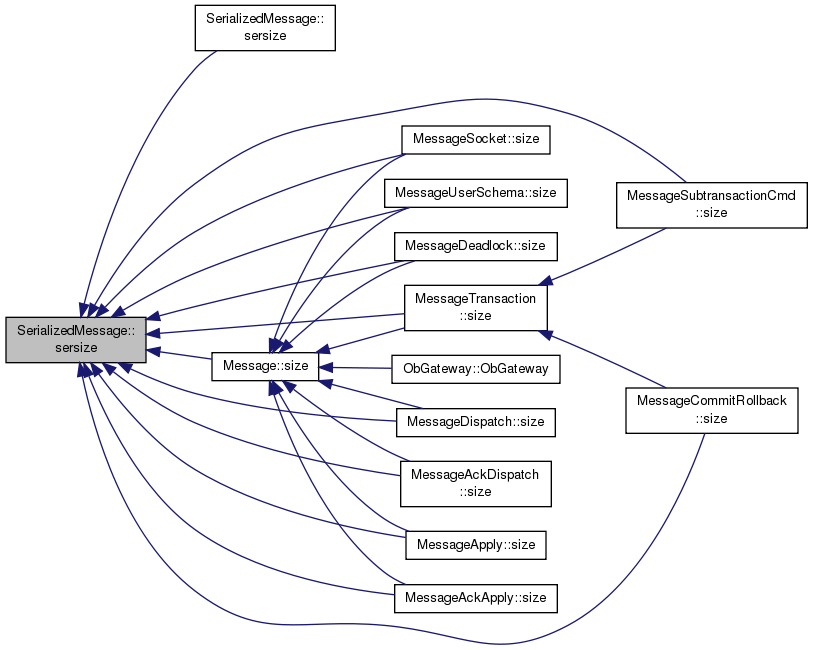 SerializedMessage::
sersize
MessageSocket::size
MessageUserSchema::size
MessageSubtransactionCmd
::size
MessageDeadlock::size
MessageTransaction
::size
SerializedMessage::
sersize
Message::size
ObGateway::ObGateway
MessageCommitRollback
::size
MessageDispatch::size
MessageAckDispatch
::size
MessageApply::size
MessageAckApply::size